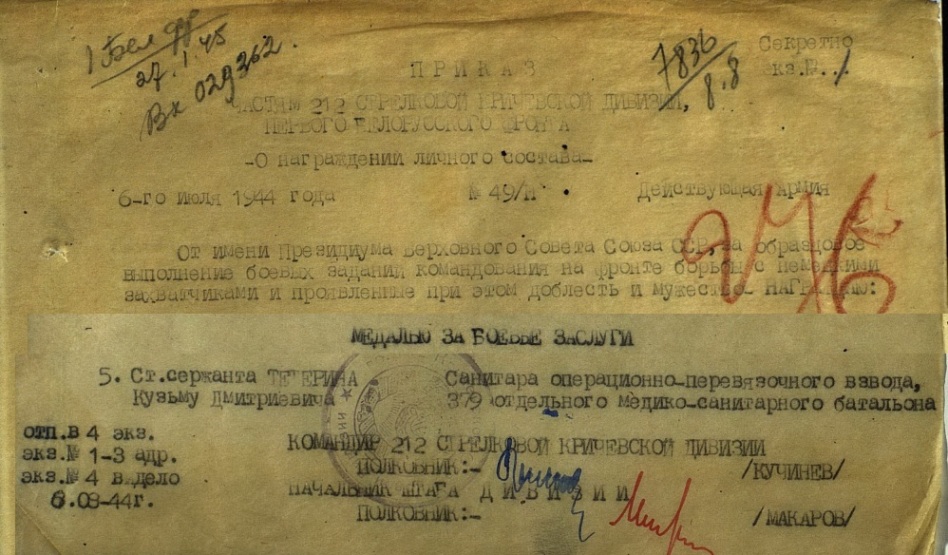 1 Бел фр
27.1.45
Вх 029362.
7836
8.8
Секретно
экз.№. 1
ПРИКАЗ
ЧАСТЯМ 212 СТРЕЛКОВОЙ КРИЧЕВСКОЙ ДИВИЗИИ,
ПЕРВОГО БЕЛОРУССКОГО ФРОНТА
-О награждении личного состава-
6-го июля 1944 года № 49/Н Действующая Армия
От имени Президиума Верховного Совета Союза ССР, за образцовое
выполнение боевых заданий командования на фронте борьбы с немецкими
захватчиками и проявленные при этом доблесть и мужество НАГРАЖДАЮ:
МЕДАЛЬЮ ЗА БОЕВЫЕ ЗАСЛУГИ
5. Ст.сержанта ТЕТЕРИНА Санитара операционно-перевязочного взвода,
Кузьму Дмитриевича 379 отдельного медико-санитарного батальона
отп.в 4 экз.
экз.№ 1-3 адр.
экз.№ 4 в дело
6.08-44г.
КОМАНДИР 212 СТРЕЛКОВОЙ КРИЧЕВСКОЙ ДИВИЗИИ
ПОЛКОВНИК:- /КУЧИНЕВ/
НАЧАЛЬНИК ШТАБА ДИВИЗИИ
ПОЛКОВНИК:- /МАКАРОВ/